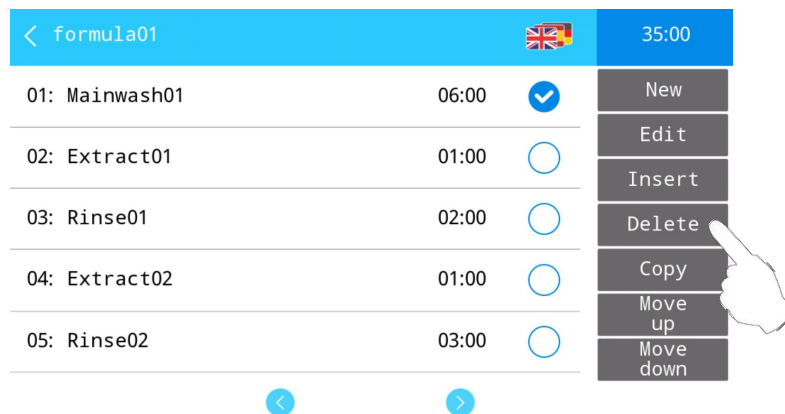 formula01
35:00
01: Mainwash01 06:00
02: Extract01 01:00
03: Rinse01 02:00
04: Extract02 01:00
05: Rinse02 03:00
New
Edit
Insert
Delete
Copy
Move
up
Move
down